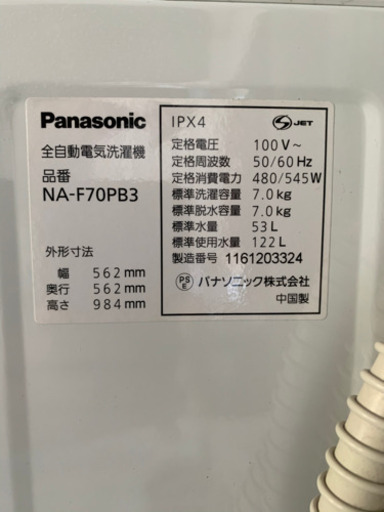 Panasonic
全自動電気洗濯機
品番
NA-F70PB3
外形寸法
幅 562mm
奥行 562mm
高さ 984mm
IPX4
S JET
定格電圧 100V～
定格周波数 50/60Hz
定格消費電力 480/545W
標準洗濯容量 7.0kg
標準脱水容量 7.0kg
標準水量 53L
標準使用水量 122L
製造番号 1161203324
PS E パナソニック株式会社
中国製